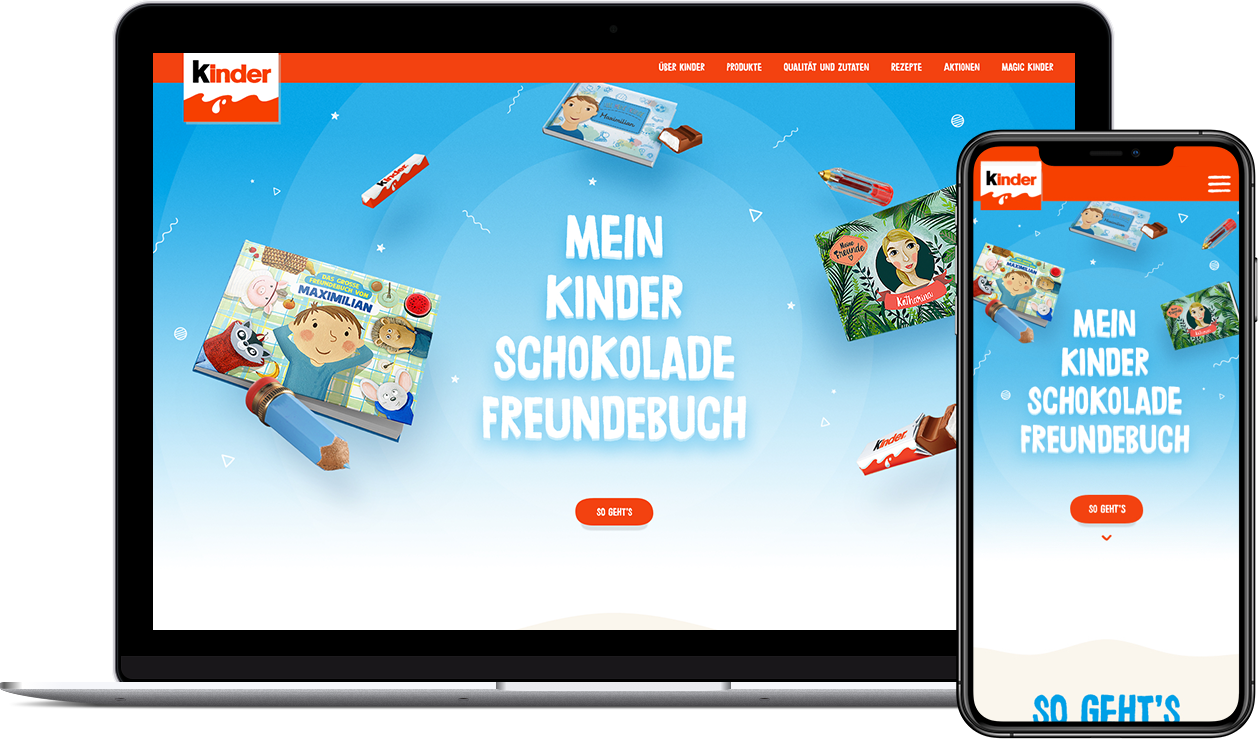 kinder
ÜBER KINDER PRODUKTE QUALITÄT UND ZUTATEN REZEPTE AKTIONEN MAGIC KINDER
Maximilian
kinder
MEIN
KINDER
SCHOKOLADE
FREUNDEBUCH
DAS GROSSE
FREUNDEBUCH VON
MAXIMILIAN
Meine
Freunde
Katharina
kinder
SO GEHT'S
kinder
MAXIMILIAN
MEIN
KINDER
SCHOKOLADE
FREUNDEBUCH
SO GEHT'S
SO GEHT'S